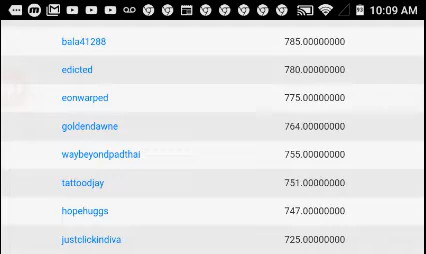 93 10:09 AM
bala41288 785.00000000
edicted 780.00000000
eonwarped 775.00000000
goldendawne 764.00000000
waybeyondpadthai 755.00000000
tattoodjay 751.00000000
hopehuggs 747.00000000
justclickindiva 725.00000000